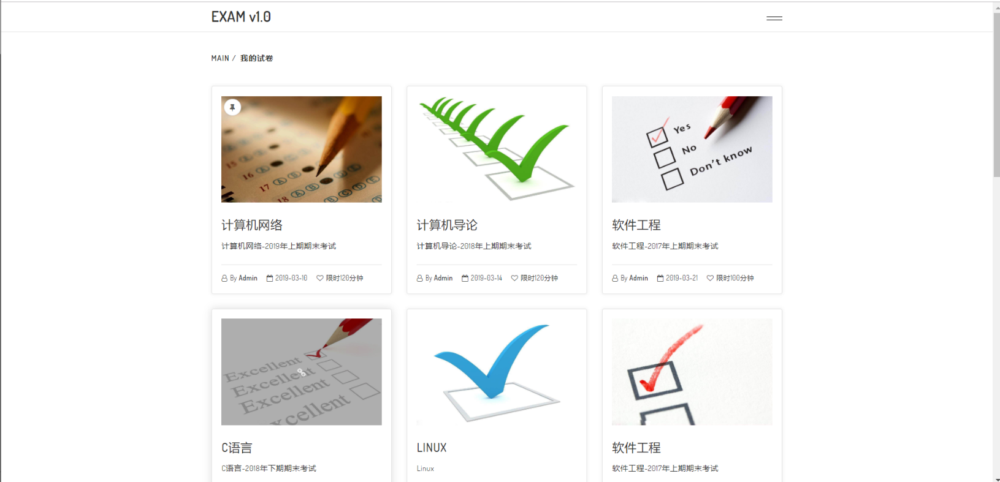 EXAM v1.0
MAIN / 我的试卷
15
16 A
17 A B
18 A B
B C D E
Yes
No
Don't know
计算机网络
计算机网络-2019年上期期末考试
By Admin 2019-03-10 限时120分钟
计算机导论
计算机导论-2018年上期期末考试
By Admin 2019-03-14 限时120分钟
软件工程
软件工程-2017年上期期末考试
By Admin 2019-03-21 限时100分钟
Excellent
Excellent
Excellent
xcellent
C语言
C语言-2018年下期期末考试
LINUX
Linux
软件工程
软件工程-2017年上期期末考试